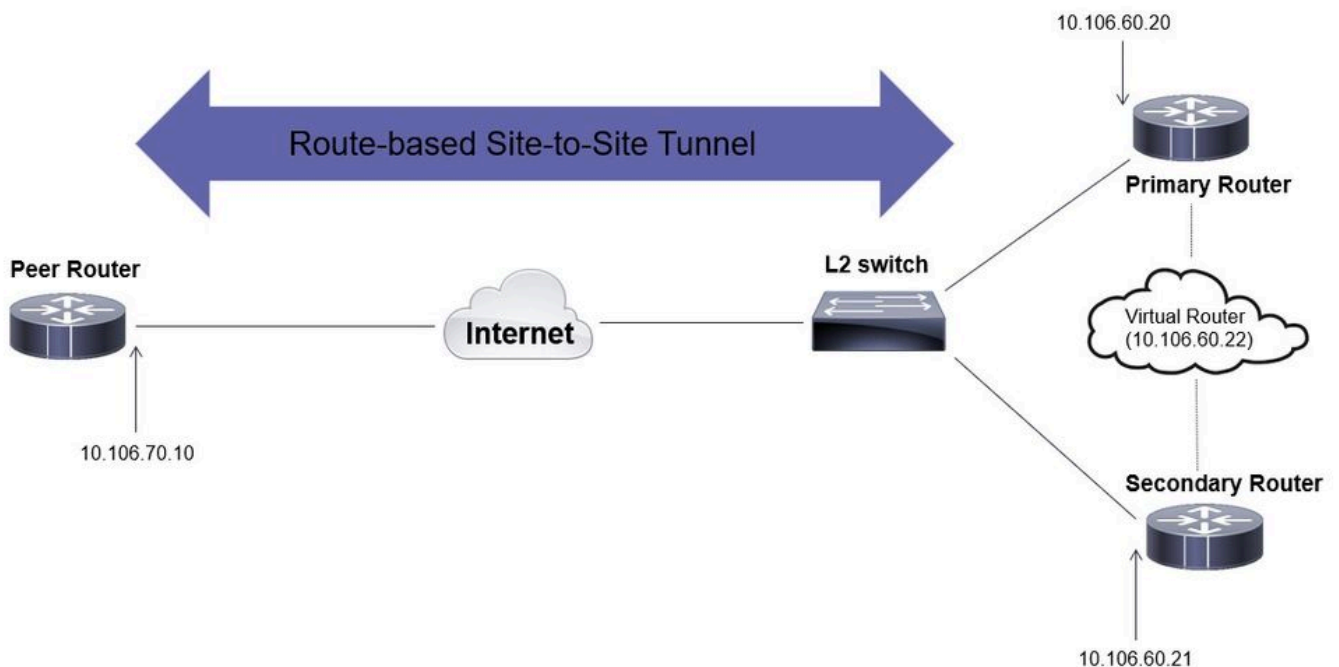 10.106.60.20
Route-based Site-to-Site Tunnel
Primary Router
Peer Router
L2 switch
Internet
Virtual Router
(10.106.60.22)
10.106.70.10
Secondary Router
10.106.60.21